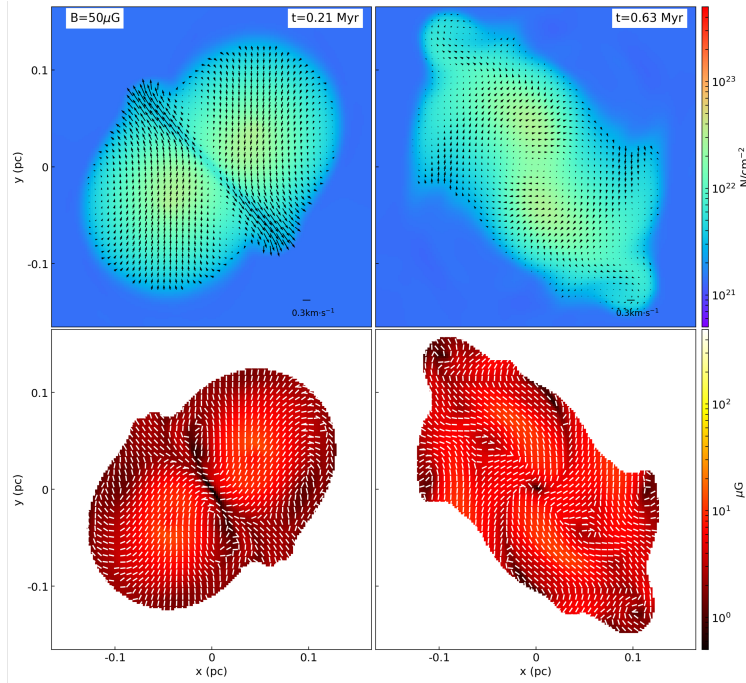 B=50μG
t=0.21 Myr
t=0.63 Myr
0.1
0
-0.1
y (pc)
0.3km·s⁻¹
0.3km·s⁻¹
10²³
10²²
10²¹
N/cm⁻²
0.1
0
-0.1
y (pc)
10²
10¹
10⁰
μG
-0.1
0
0.1
-0.1
0
0.1
x (pc)
x (pc)